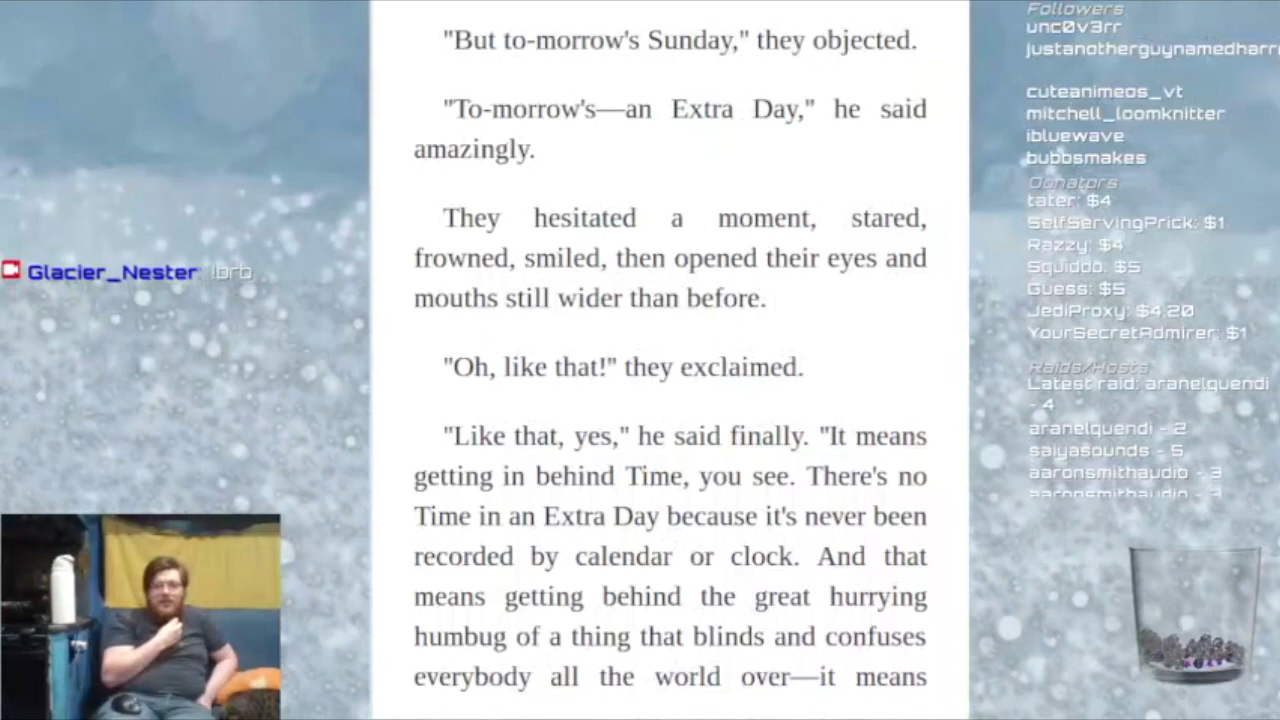 "But to-morrow's Sunday," they objected.
"To-morrow's—an Extra Day," he said
amazingly.
They hesitated a moment, stared,
frowned, smiled, then opened their eyes and
mouths still wider than before.
"Oh, like that!" they exclaimed.
"Like that, yes," he said finally. "It means
getting in behind Time, you see. There's no
Time in an Extra Day because it's never been
recorded by calendar or clock. And that
means getting behind the great hurrying
humbug of a thing that blinds and confuses
everybody all the world over—it means
Glacier_Nester: !brb
Followers
unc0v3rr
cuteanimeos_vt
mitchell_loomknitter
ibluewave
bubbsmakes
Donators
tater: $4
SelfServingPrick: $1
Razzy: $4
Squidoo: $5
Guess: $5
JediProxy: $4.20
YourSecretAdmirer: $1
Raids/Hosts
Latest raid: aranelquendi
- 4
aranelquendi - 2
saiyasounds - 5
aaronsmithaudio - 3